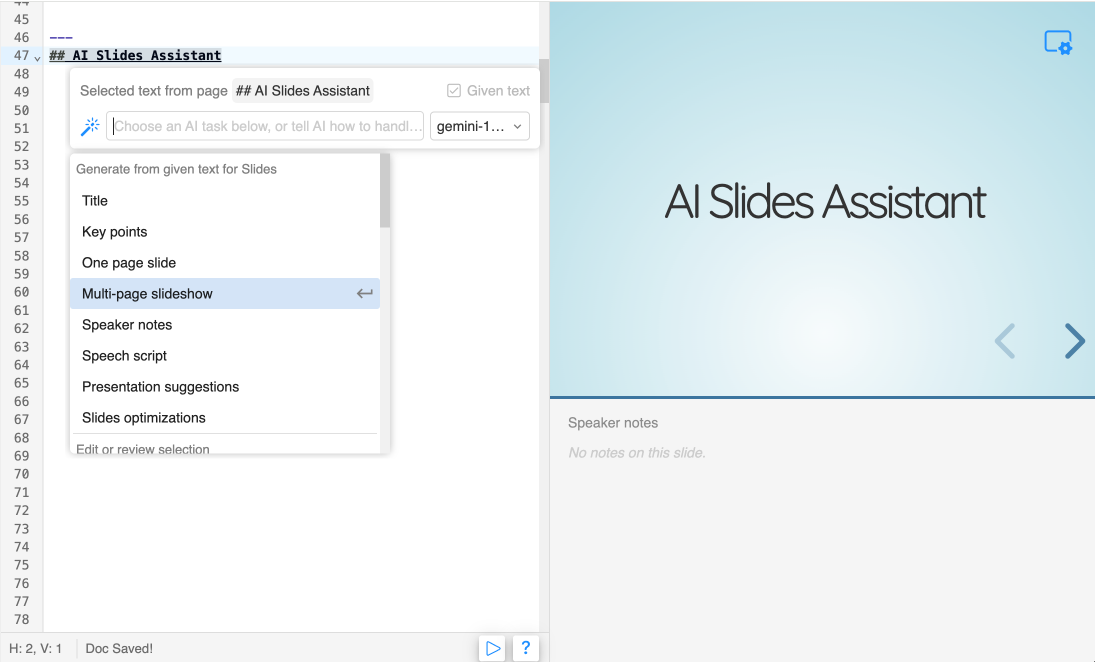 44
45
46 ---
47 ## AI Slides Assistant
48
49
50
51
52
53
54
55
56
57
58
59
60
61
62
63
64
65
66
67
68
69
70
71
72
73
74
75
76
77
78
Selected text from page ## AI Slides Assistant Given text
Choose an AI task below, or tell AI how to handl... gemini-1...
Generate from given text for Slides
Title
Key points
One page slide
Multi-page slideshow
Speaker notes
Speech script
Presentation suggestions
Slides optimizations
Edit or review selection
H: 2, V: 1 Doc Saved! ?
AI Slides Assistant
Speaker notes
No notes on this slide.